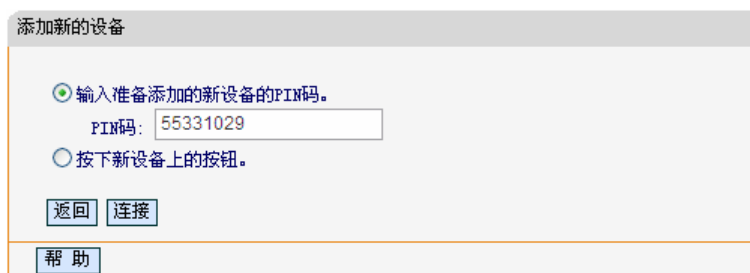 添加新的设备
输入准备添加的新设备的PIN码。
PIN码: 55331029
按下新设备上的按钮。
返回 连接
帮 助